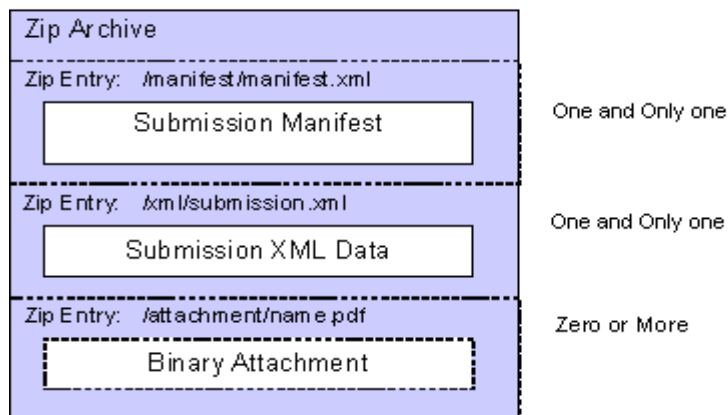 Zip Archive
Zip Entry: /manifest/manifest.xml
Submission Manifest
One and Only one
Zip Entry: /xml/submission.xml
Submission XML Data
One and Only one
Zip Entry: /attachment/name.pdf
Binary Attachment
Zero or More